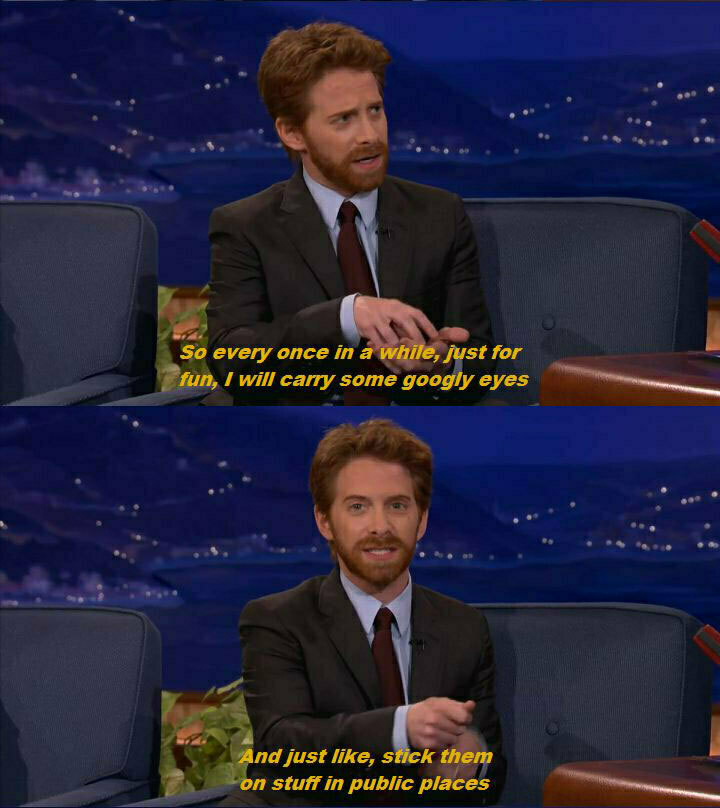 So every once in a while, just for
fun, I will carry some googly eyes
And just like, stick them
on stuff in public places